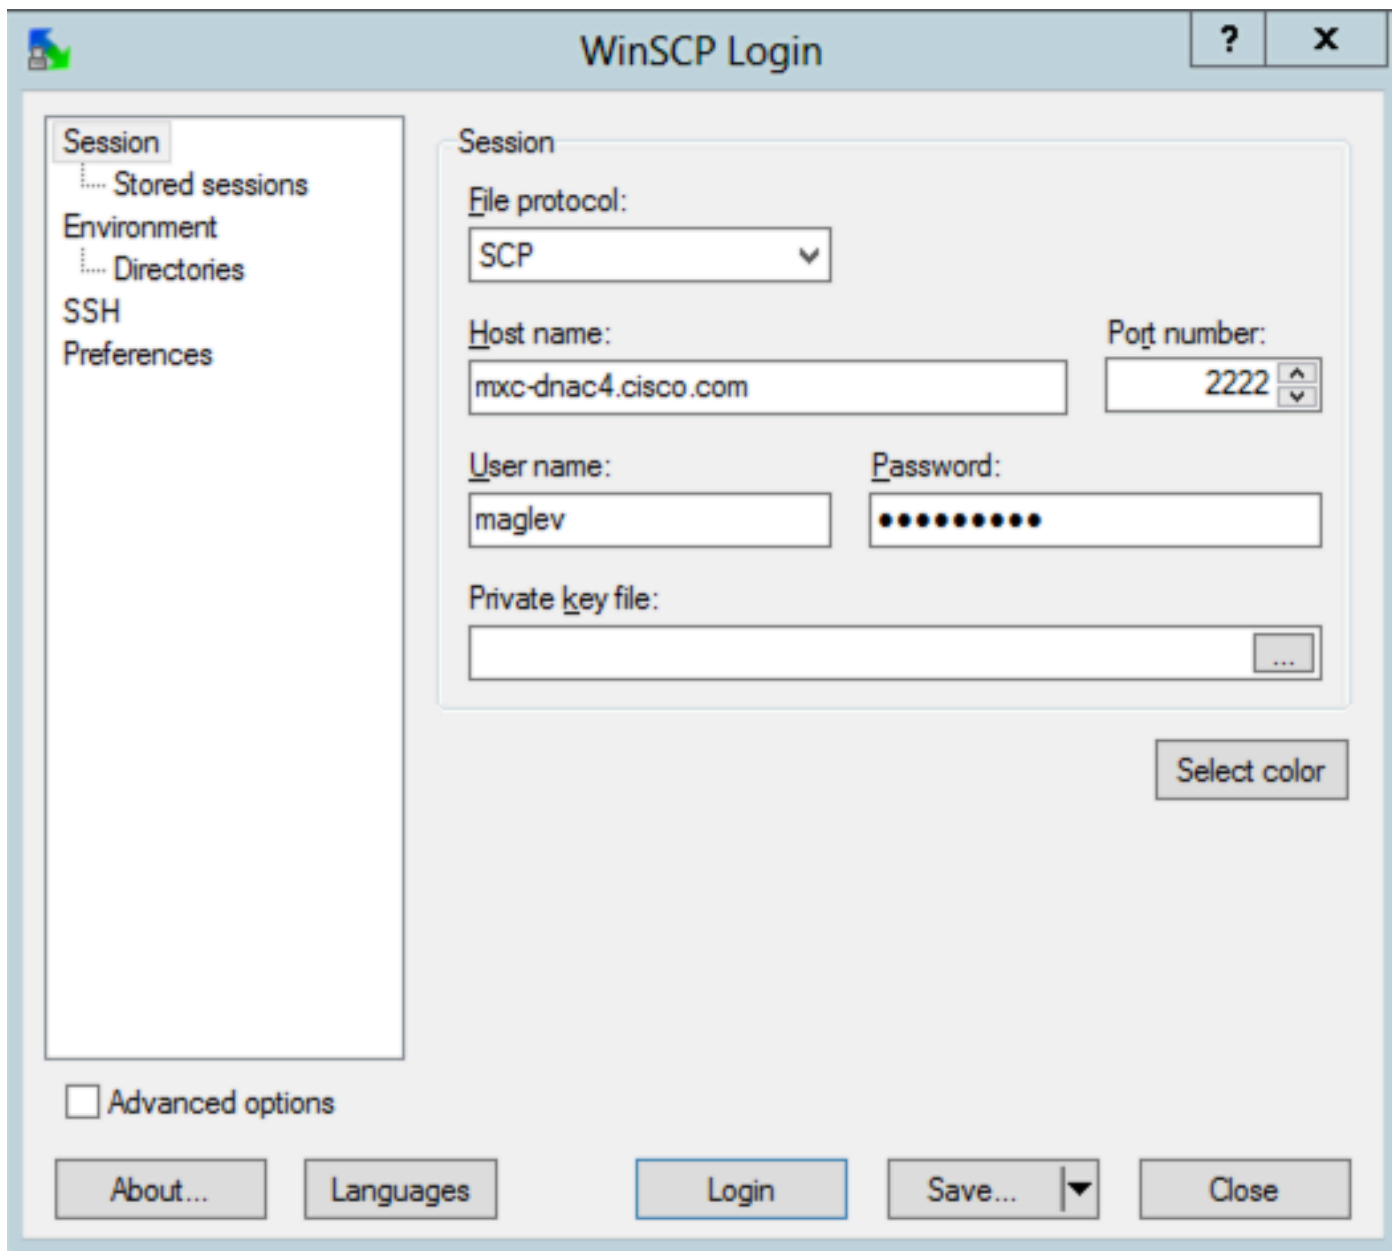 WinSCP Login
?
x
Session
Stored sessions
Environment
Directories
SSH
Preferences
Session
File protocol:
SCP
Host name:
Port number:
mxc-dnac4.cisco.com
2222
User name:
Password:
maglev
•••••••••
Private key file:
...
Select color
Advanced options
About...
Languages
Login
Save...
Close